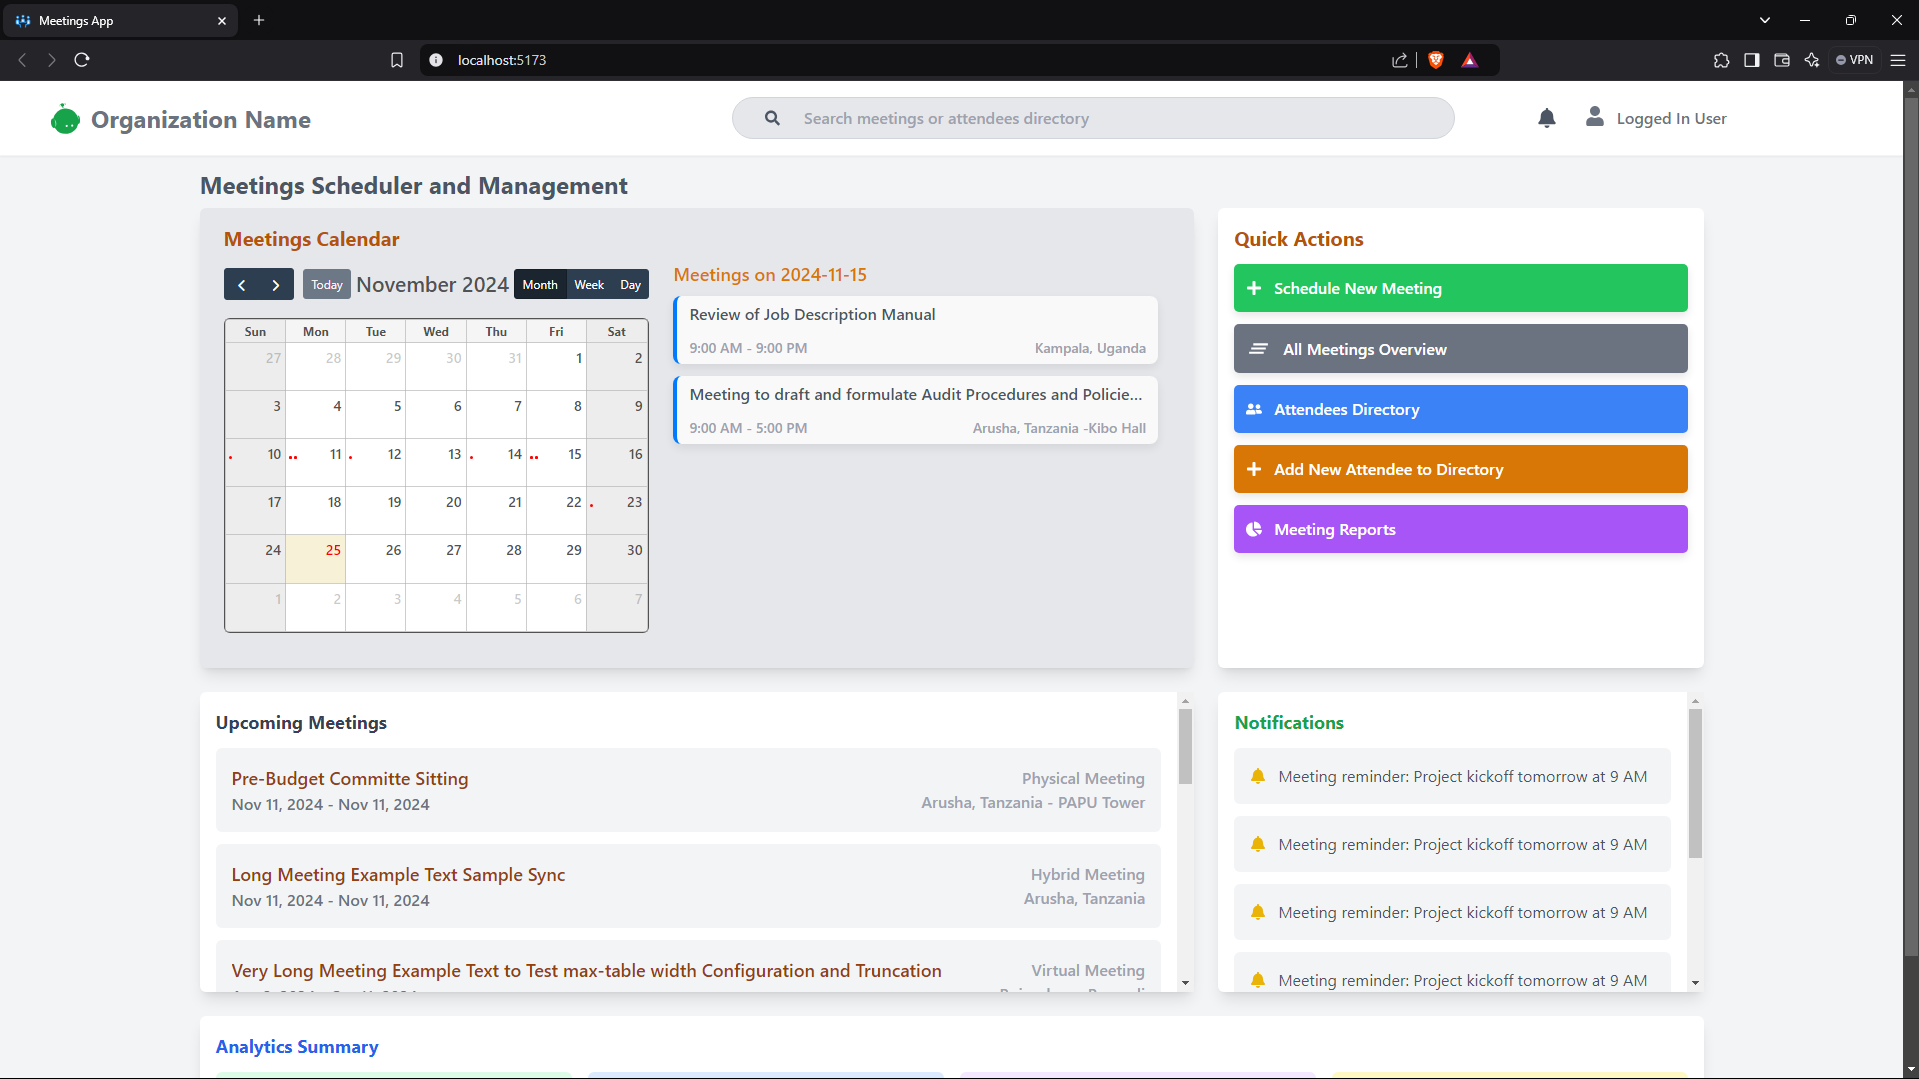 Meetings App
localhost:5173
VPN
Organization Name
Search meetings or attendees directory
Logged In User
Meetings Scheduler and Management
Meetings Calendar
Today
November 2024
Month Week Day
Sun Mon Tue Wed Thu Fri Sat
27 28 29 30 31 1 2
3 4 5 6 7 8 9
10 11 12 13 14 15 16
17 18 19 20 21 22 23
24 25 26 27 28 29 30
1 2 3 4 5 6 7
Meetings on 2024-11-15
Review of Job Description Manual
9:00 AM - 9:00 PM Kampala, Uganda
Meeting to draft and formulate Audit Procedures and Policie...
9:00 AM - 5:00 PM Arusha, Tanzania -Kibo Hall
Quick Actions
Schedule New Meeting
All Meetings Overview
Attendees Directory
Add New Attendee to Directory
Meeting Reports
Upcoming Meetings
Pre-Budget Committe Sitting Physical Meeting
Nov 11, 2024 - Nov 11, 2024 Arusha, Tanzania - PAPU Tower
Long Meeting Example Text Sample Sync Hybrid Meeting
Nov 11, 2024 - Nov 11, 2024 Arusha, Tanzania
Very Long Meeting Example Text to Test max-table width Configuration and Truncation Virtual Meeting
Notifications
Meeting reminder: Project kickoff tomorrow at 9 AM
Meeting reminder: Project kickoff tomorrow at 9 AM
Meeting reminder: Project kickoff tomorrow at 9 AM
Meeting reminder: Project kickoff tomorrow at 9 AM
Analytics Summary